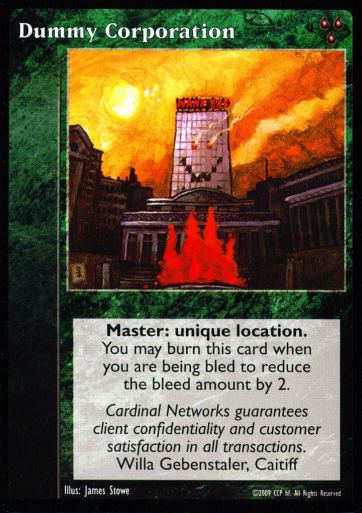 Dummy Corporation
Master: unique location.
You may burn this card when
you are being bled to reduce
the bleed amount by 2.
Cardinal Networks guarantees
client confidentiality and customer
satisfaction in all transactions.
Willa Gebenstaler, Caitiff
Illus: James Stowe
©2009 CCP hf. All Rights Reserved